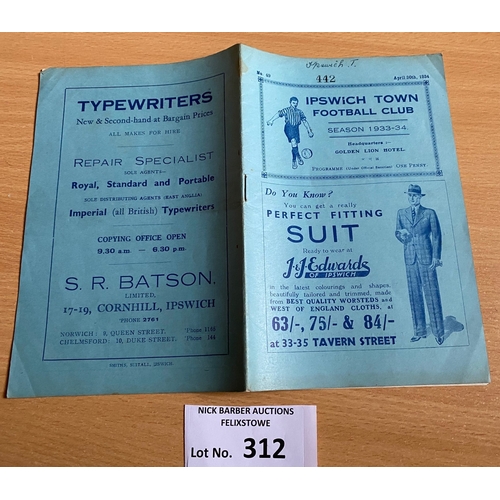 TYPEWRITERS
New & Second-hand at Bargain Prices
ALL MAKES FOR HIRE
REPAIR SPECIALIST
SOLE AGENTS—
Royal, Standard and Portable
SOLE DISTRIBUTING AGENTS (EAST ANGLIA)
Imperial (all British) Typewriters
COPYING OFFICE OPEN
9.30 a.m. — 6.30 p.m.
S. R. BATSON,
LIMITED,
17-19, CORNHILL, IPSWICH
'PHONE 2761
NORWICH: 9, QUEEN STREET.
CHELMSFORD: 10, DUKE STREET.
Ipswich T.
442
April 30th, 1934
IPSWICH TOWN
FOOTBALL CLUB
SEASON 1933-34
Headquarters :—
GOLDEN LION HOTEL
PROGRAMME (Under Official Sanction) ONE PENNY
Do You Know?
You can get a really
PERFECT FITTING
SUIT
Ready to wear at
J.&J. Edwards
OF IPSWICH
in the latest colourings and shapes,
beautifully tailored and trimmed, made
from BEST QUALITY WORSTEDS and
WEST OF ENGLAND CLOTHS, at
63/-, 75/- & 84/-
at 33-35 TAVERN STREET
NICK BARBER AUCTIONS
FELIXSTOWE
Lot No. 312